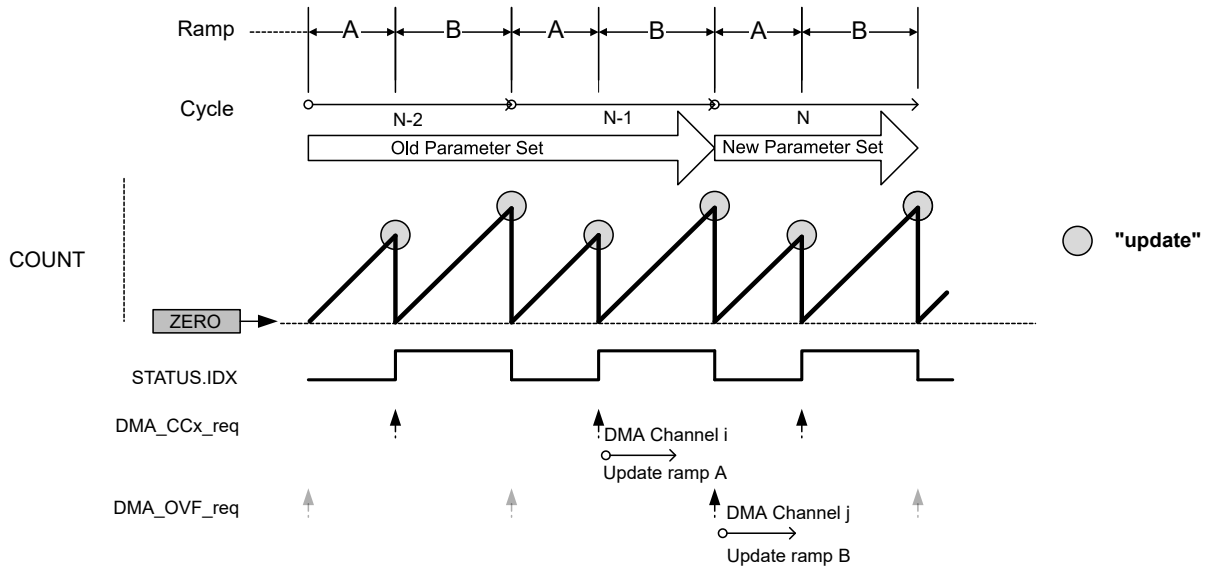 Ramp
A B A B A B
Cycle
N-2 N-1 N
Old Parameter Set New Parameter Set
"update"
COUNT
ZERO
STATUS.IDX
DMA_CCx_req
DMA Channel i
Update ramp A
DMA_OVF_req
DMA Channel j
Update ramp B